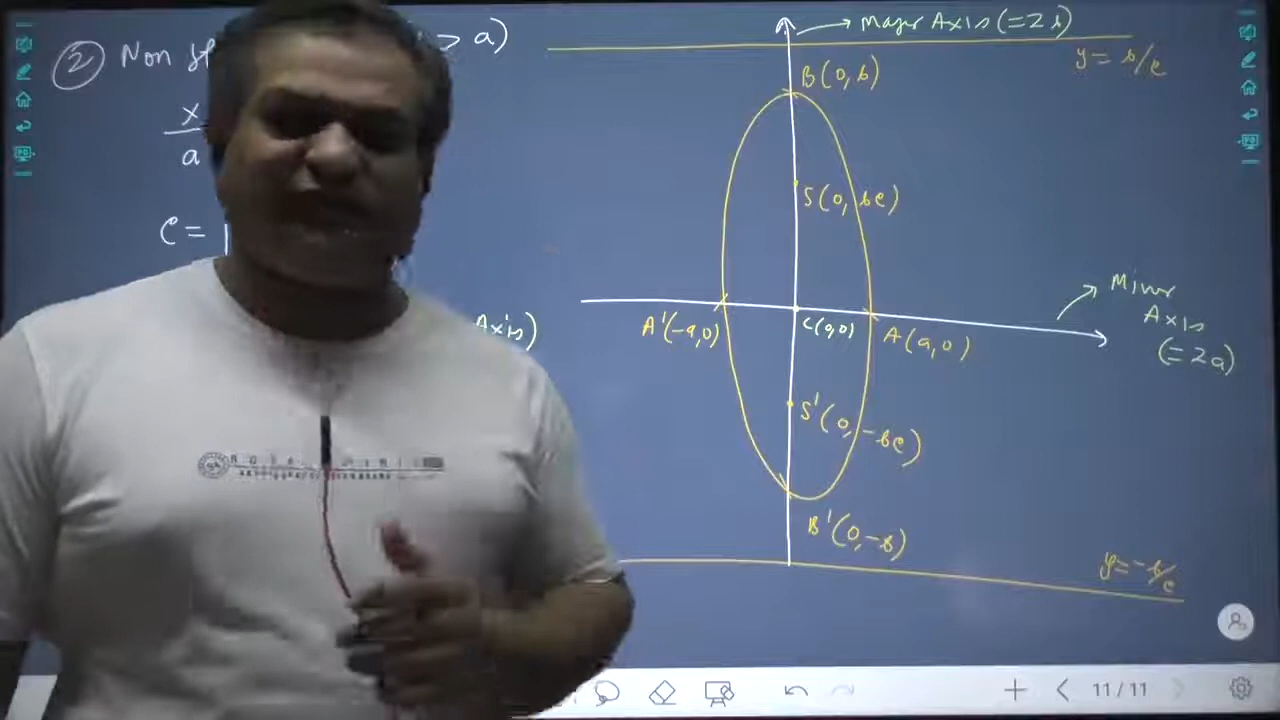 ② Non
> a)
Major Axis (= 2b)
y = b/e
B(0, b)
x
a
S(0, be)
e =
Minor
Axis
(= 2a)
Axis)
A'(-a,0)
C(0,0)
A(a,0)
S'(0, -be)
B'(0, -b)
y = -b/e
11/11